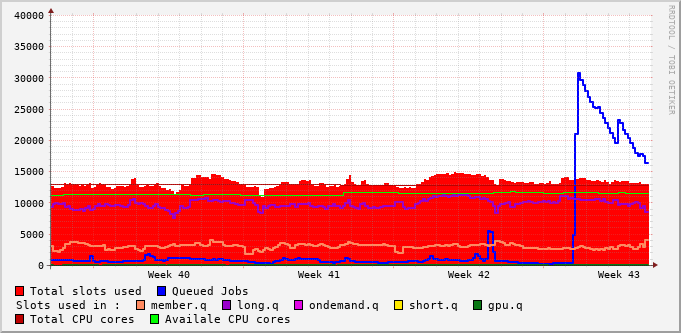 40000
35000
30000
25000
20000
15000
10000
5000
0
Week 40 Week 41 Week 42 Week 43
RRDTOOL / TOBI OETIKER
Total slots used Queued Jobs
Slots used in : member.q long.q ondemand.q short.q gpu.q
Total CPU cores Availale CPU cores